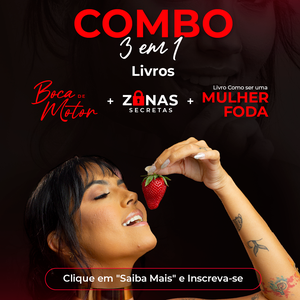 COMBO
3 em 1
Livros
Boca de Motor
+
ZONAS SECRETAS
+
Livro Como ser uma
MULHER
FODA
Clique em "Saiba Mais" e Inscreva-se